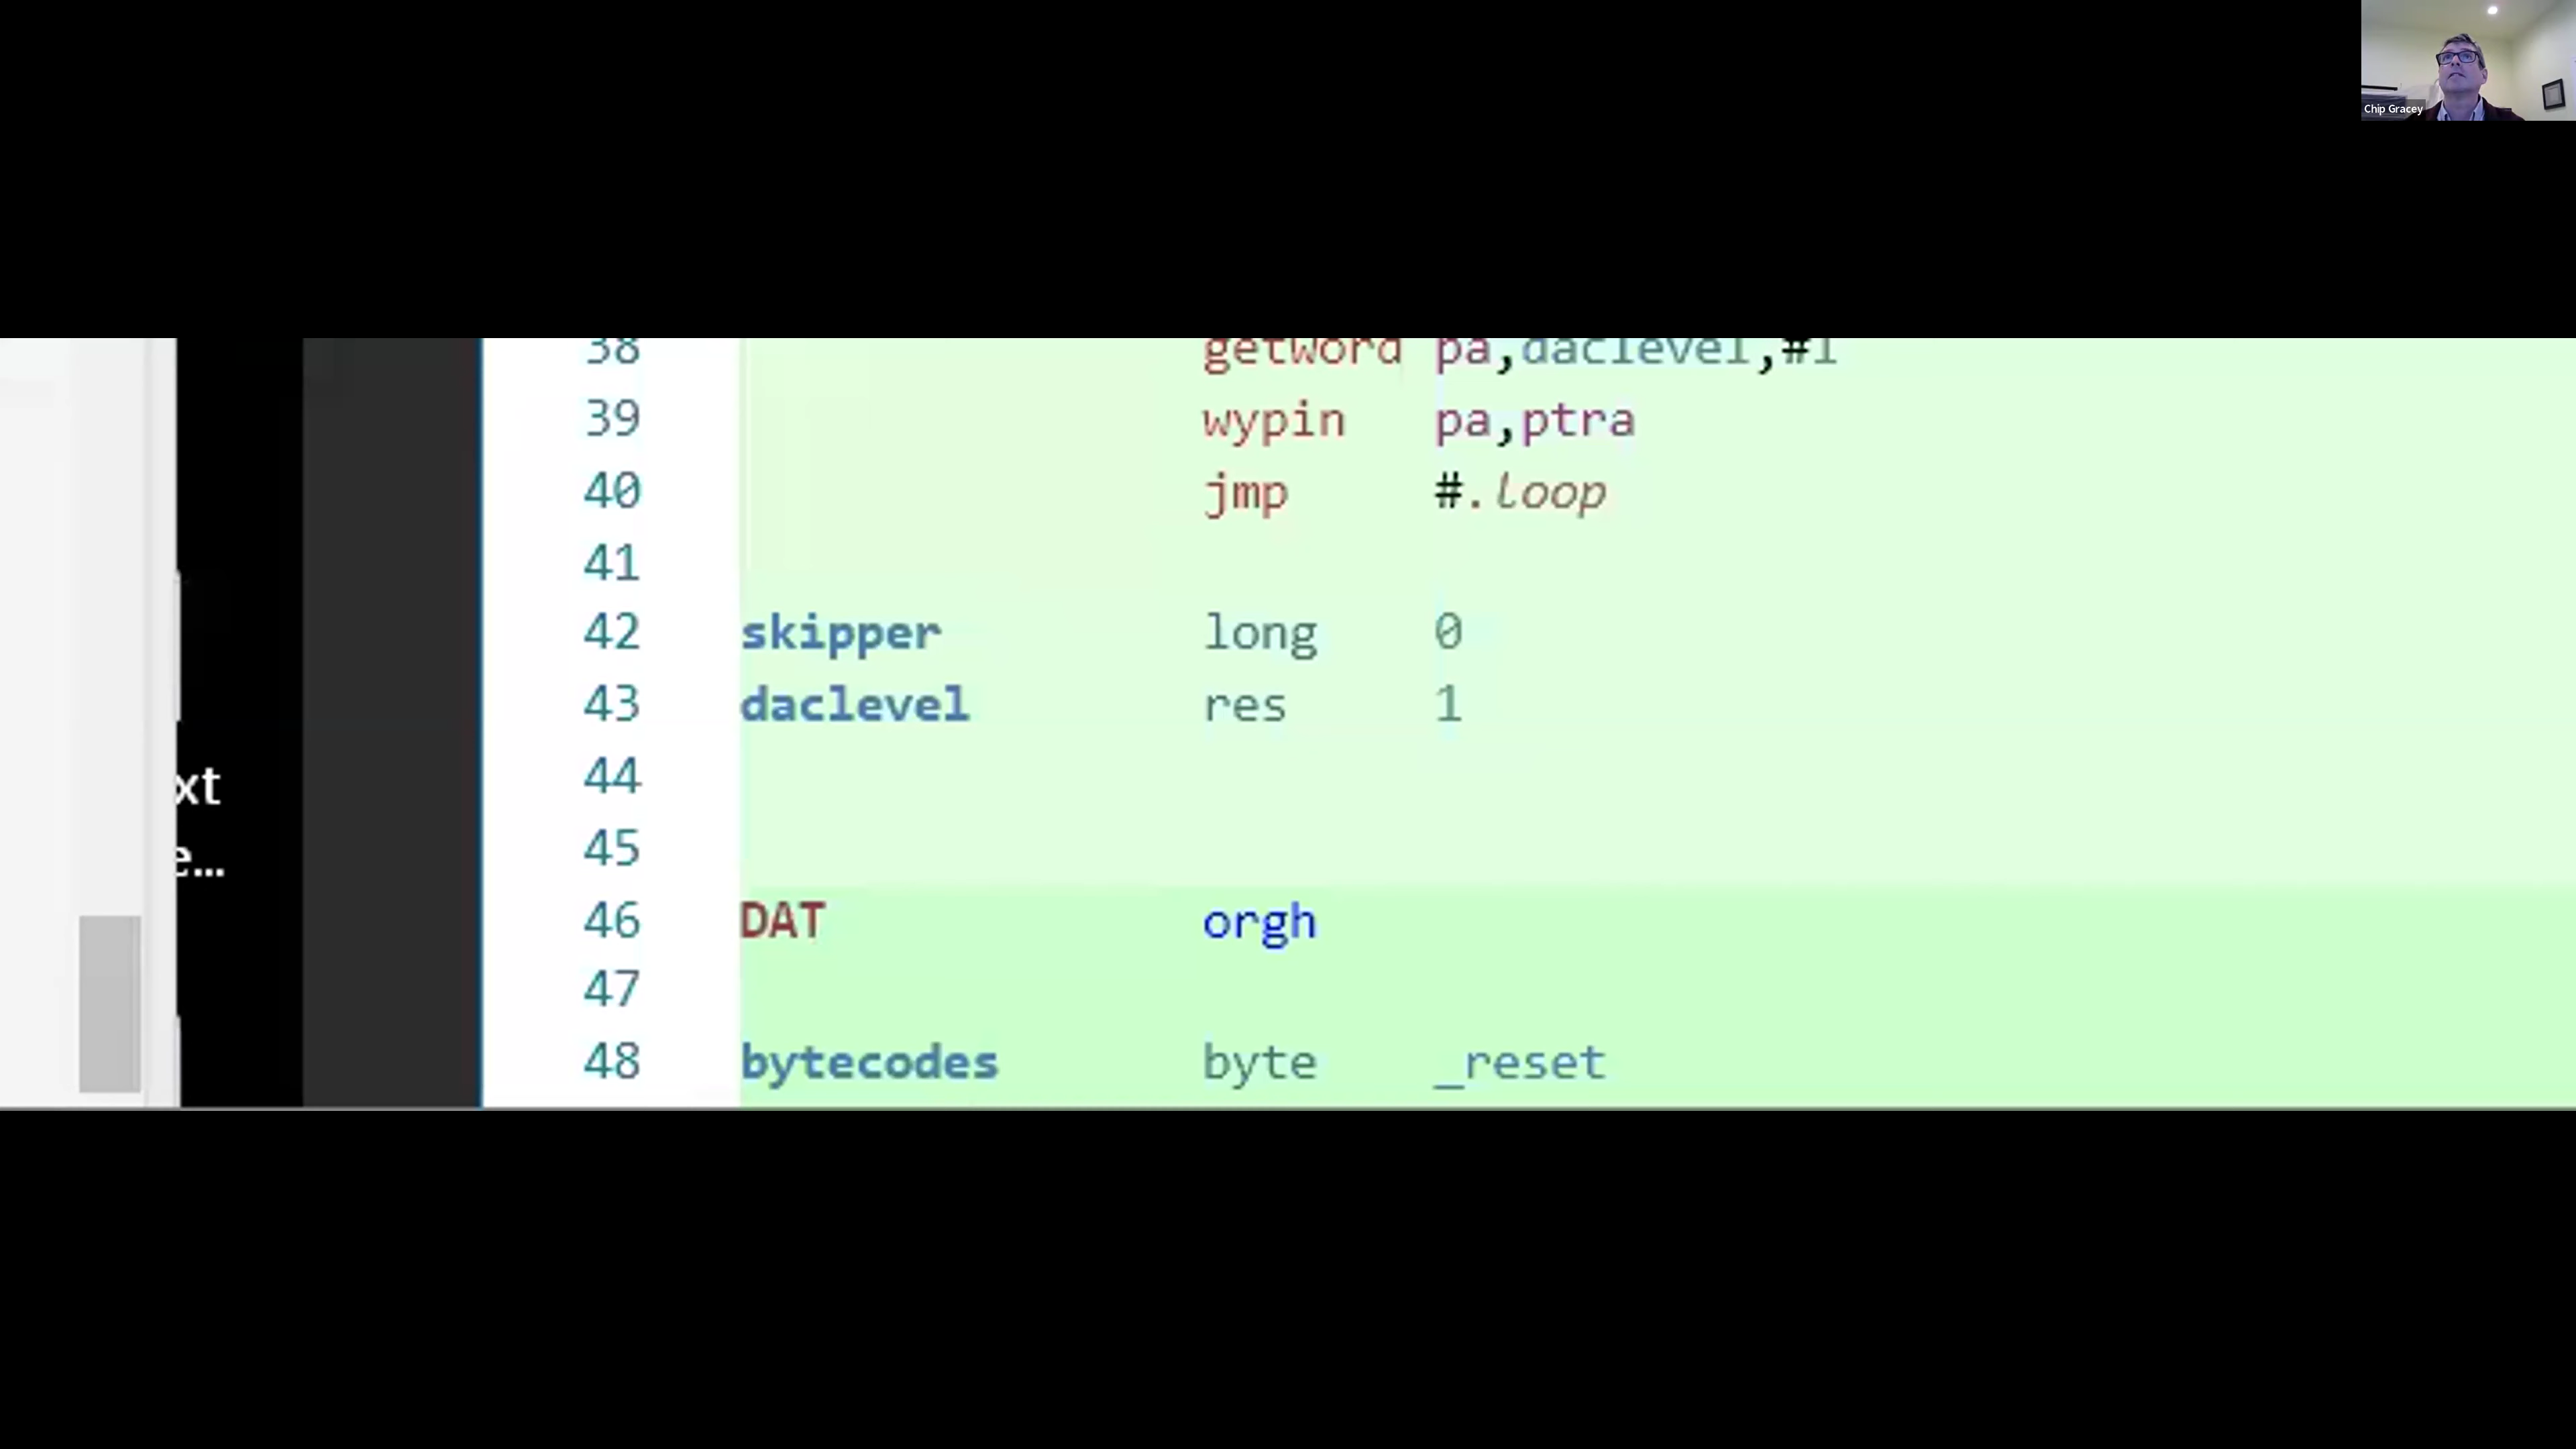 Chip Gracey
38 getword pa,daclevel,#1
39 wypin pa,ptra
40 jmp #.loop
41
42 skipper long 0
43 daclevel res 1
44
xt
45
e...
46 DAT orgh
47
48 bytecodes byte _reset